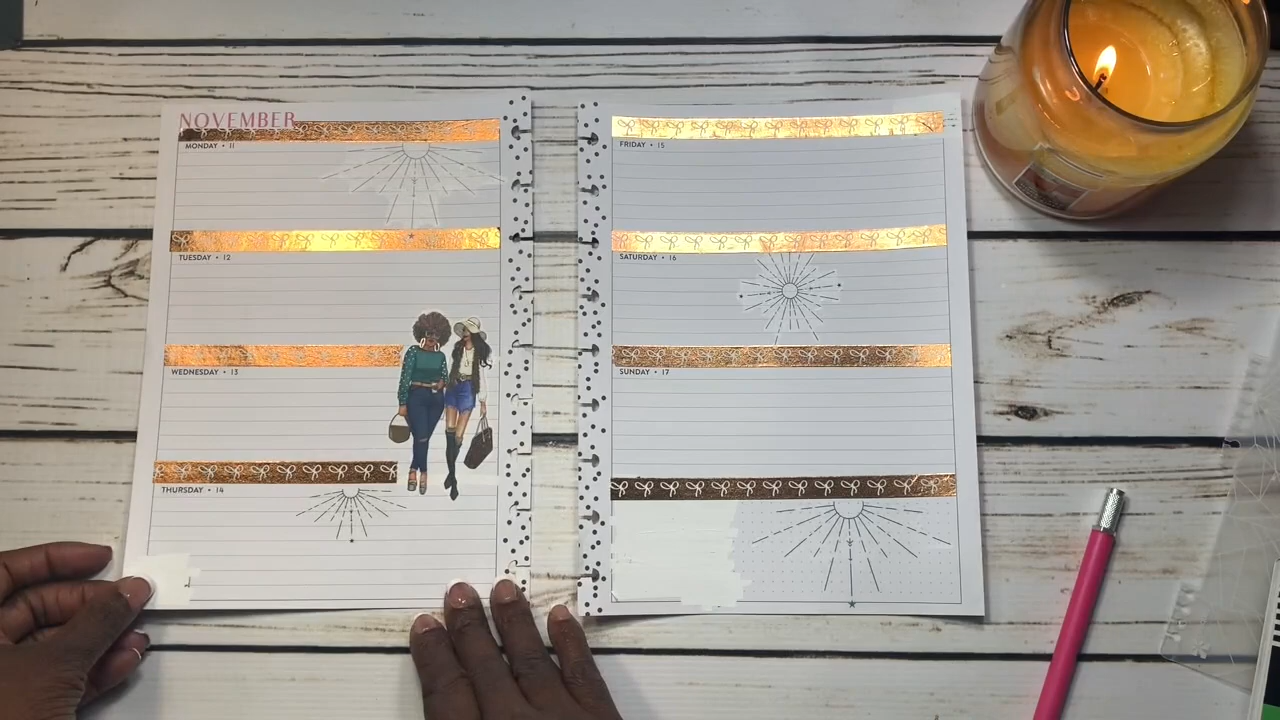 NOVEMBER
MONDAY • 11
TUESDAY • 12
WEDNESDAY • 13
THURSDAY • 14
FRIDAY • 15
SATURDAY • 16
SUNDAY • 17